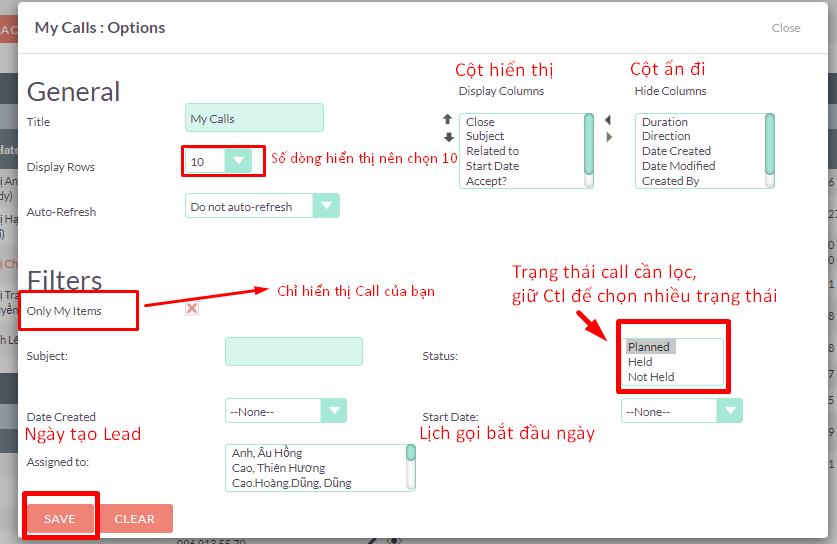 My Calls : Options
Close
Cột hiển thị
Cột ẩn đi
General
Display Columns
Hide Columns
Title
My Calls
Close
Subject
Related to
Start Date
Accept?
Duration
Direction
Date Created
Date Modified
Created By
Display Rows
10
Số dòng hiển thị nên chọn 10
Auto-Refresh
Do not auto-refresh
Filters
Trạng thái call cần lọc,
giữ Ctl để chọn nhiều trạng thái
Only My Items
Chỉ hiển thị Call của bạn
Subject:
Status:
Planned
Held
Not Held
Date Created
--None--
Start Date:
--None--
Ngày tạo Lead
Lịch gọi bắt đầu ngày
Assigned to:
Anh, Âu Hồng
Cao, Thiên Hương
Cao.Hoàng.Dũng, Dũng
SAVE
CLEAR